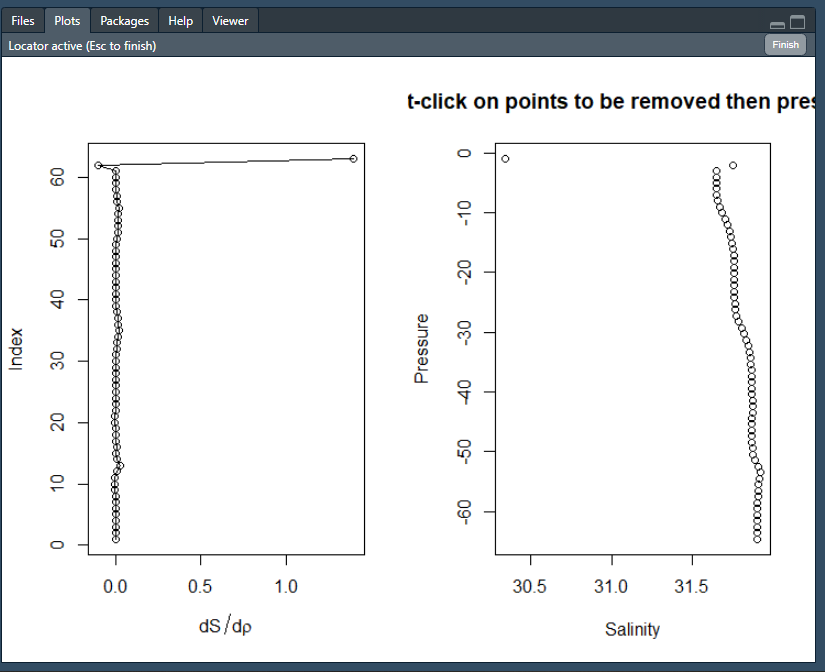 Files Plots Packages Help Viewer
Locator active (Esc to finish)
Finish
t-click on points to be removed then pres
60
50
40
30
20
10
0
Index
0.0 0.5 1.0
dS/dρ
0
-10
-20
-30
-40
-50
-60
Pressure
30.5 31.0 31.5
Salinity